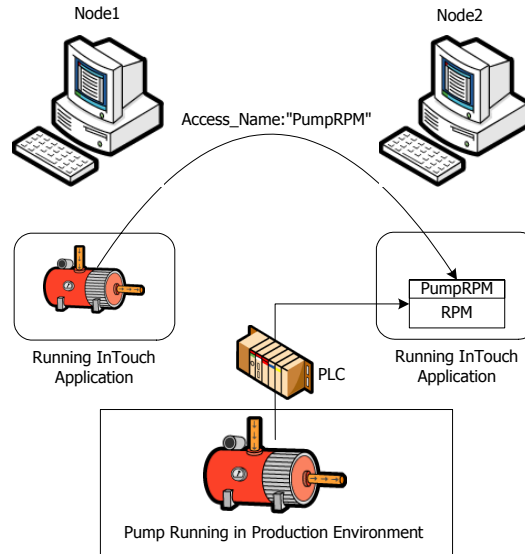 Node1
Node2
Access_Name:"PumpRPM"
PumpRPM
RPM
Running InTouch
Application
Running InTouch
Application
PLC
Pump Running in Production Environment